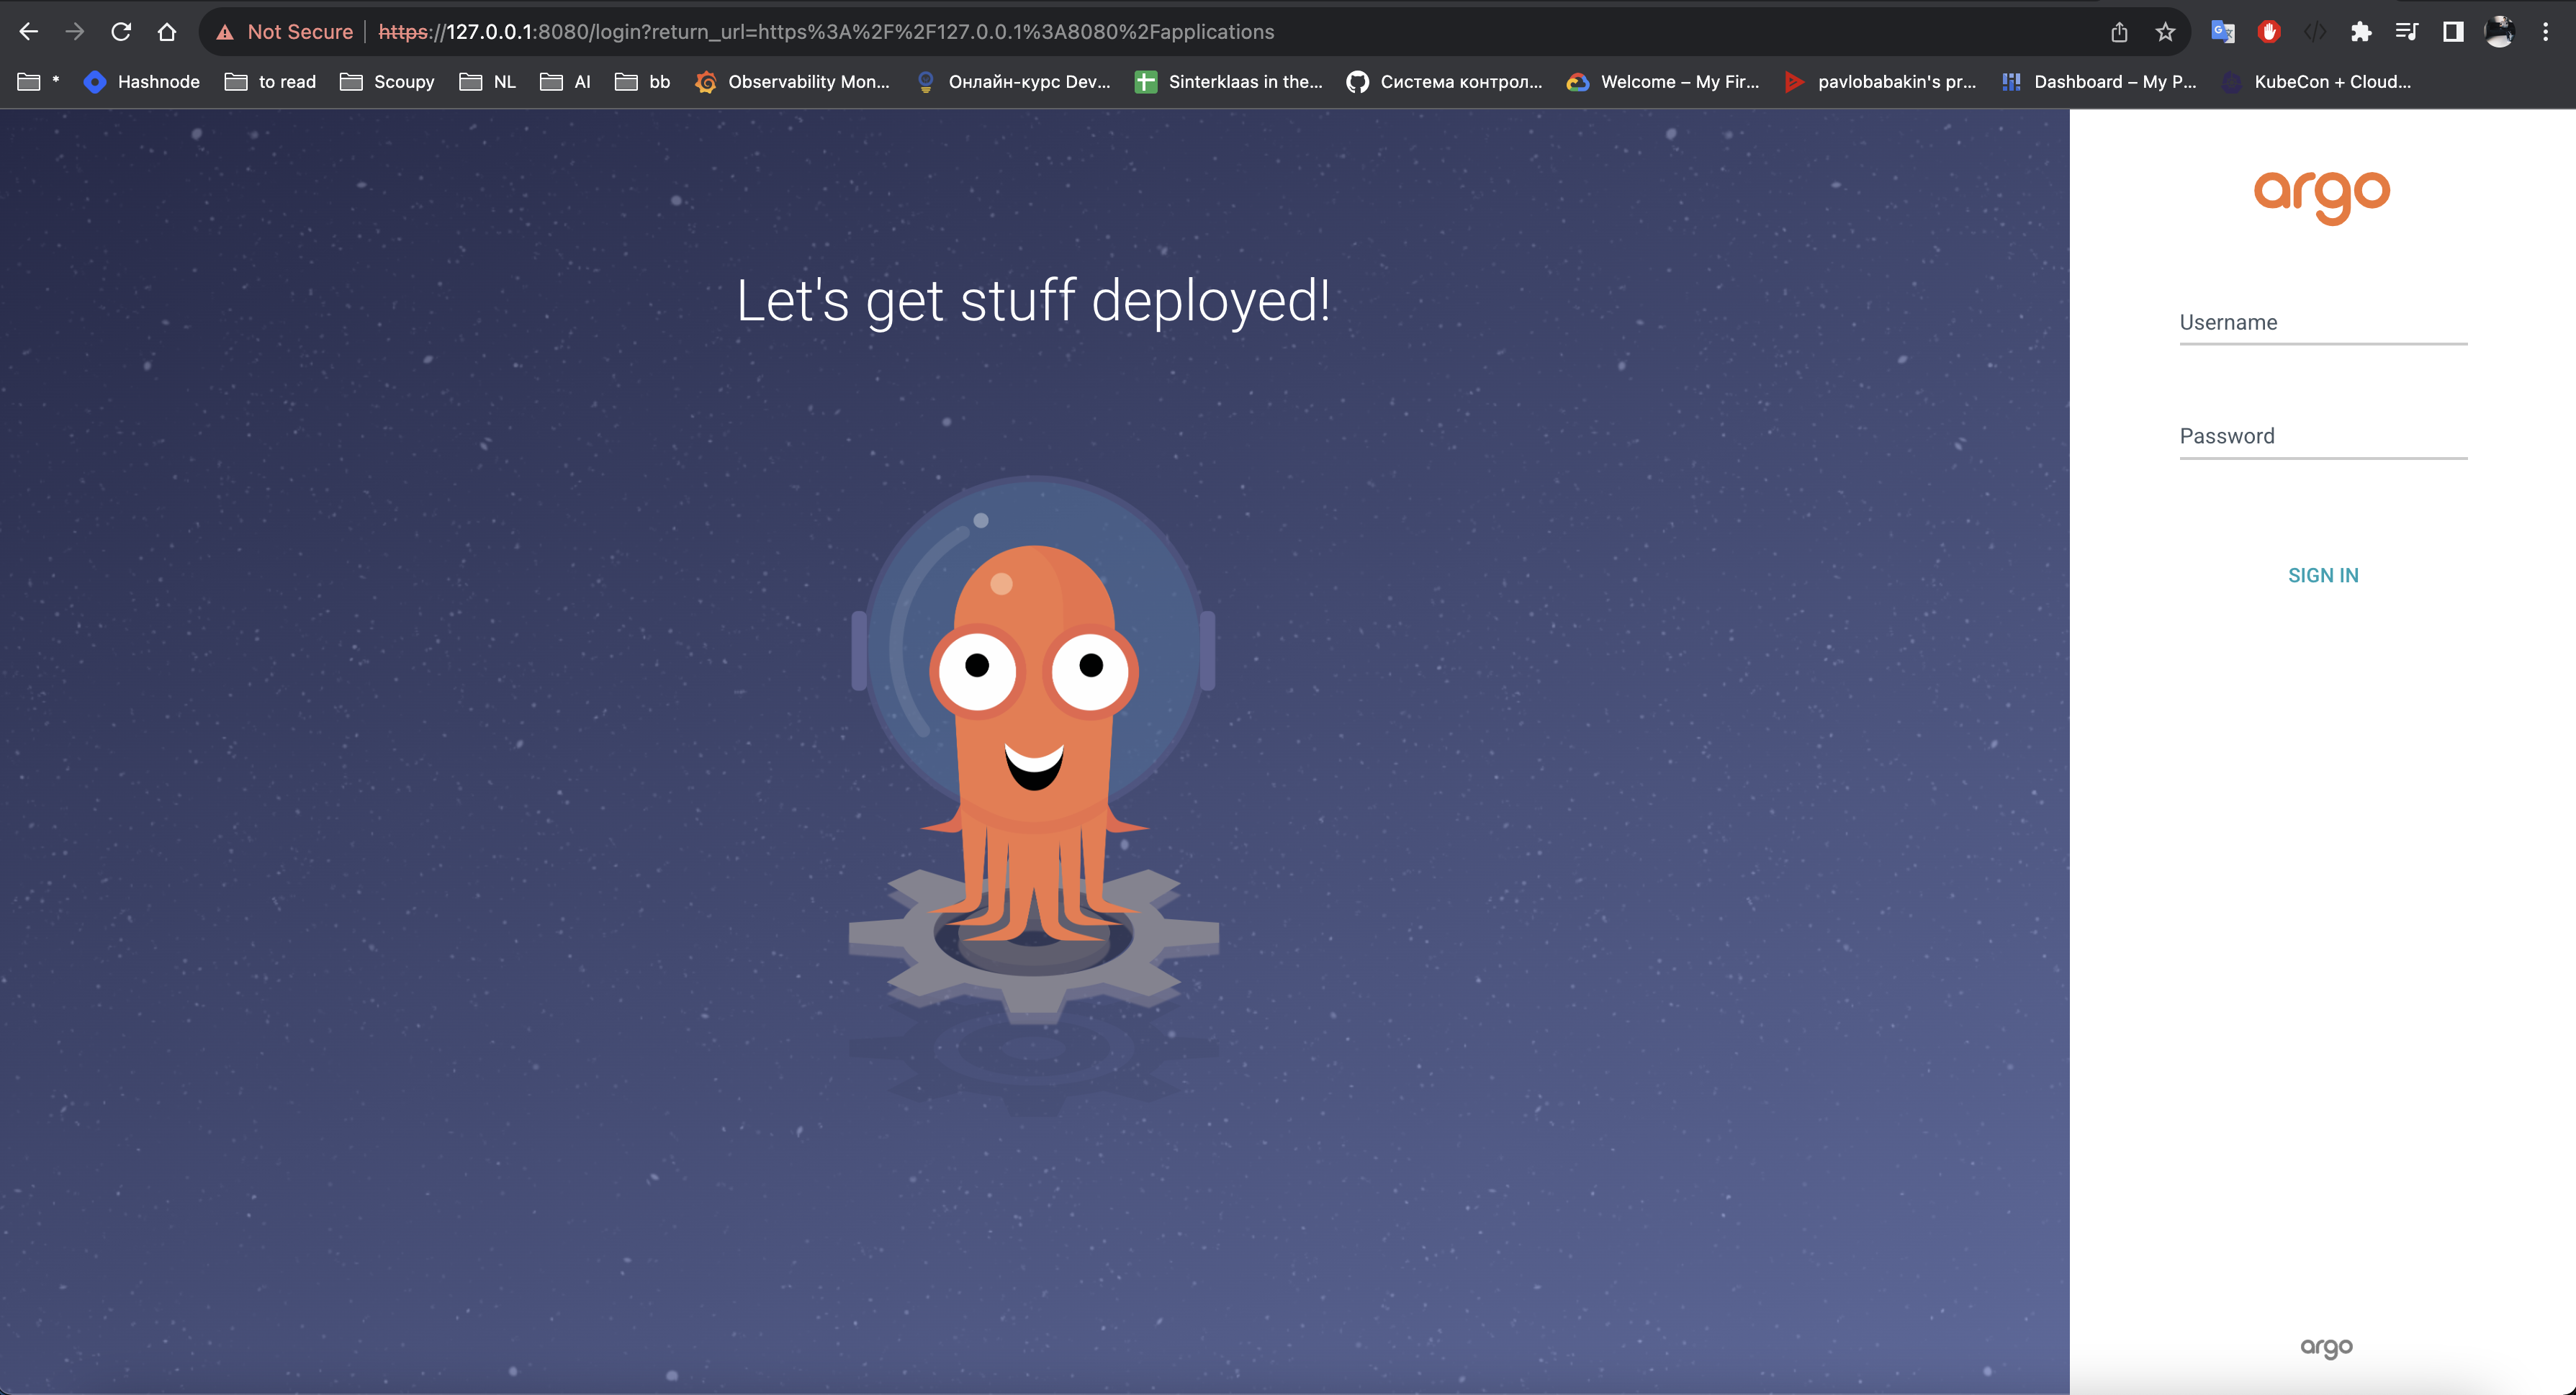 Not Secure https://127.0.0.1:8080/login?return_url=https%3A%2F%2F127.0.0.1%3A8080%2Fapplications
* Hashnode to read Scoupy NL AI bb Observability Mon... Онлайн-курс Dev... Sinterklaas in the... Система контрол... Welcome – My Fir... pavlobabakin's pr... Dashboard – My P... KubeCon + Cloud...
Let's get stuff deployed!
argo
Username
Password
SIGN IN
argo